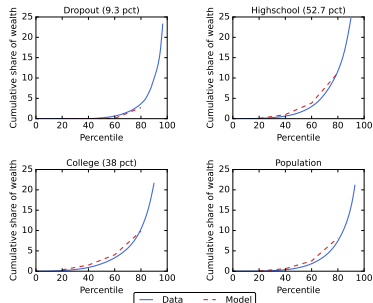 Dropout (9.3 pct)
Cumulative share of wealth
25
20
15
10
5
0
0 20 40 60 80 100
Percentile
Highschool (52.7 pct)
Cumulative share of wealth
25
20
15
10
5
0
0 20 40 60 80 100
Percentile
College (38 pct)
Cumulative share of wealth
25
20
15
10
5
0
0 20 40 60 80 100
Percentile
Population
Cumulative share of wealth
25
20
15
10
5
0
0 20 40 60 80 100
Percentile
Data Model